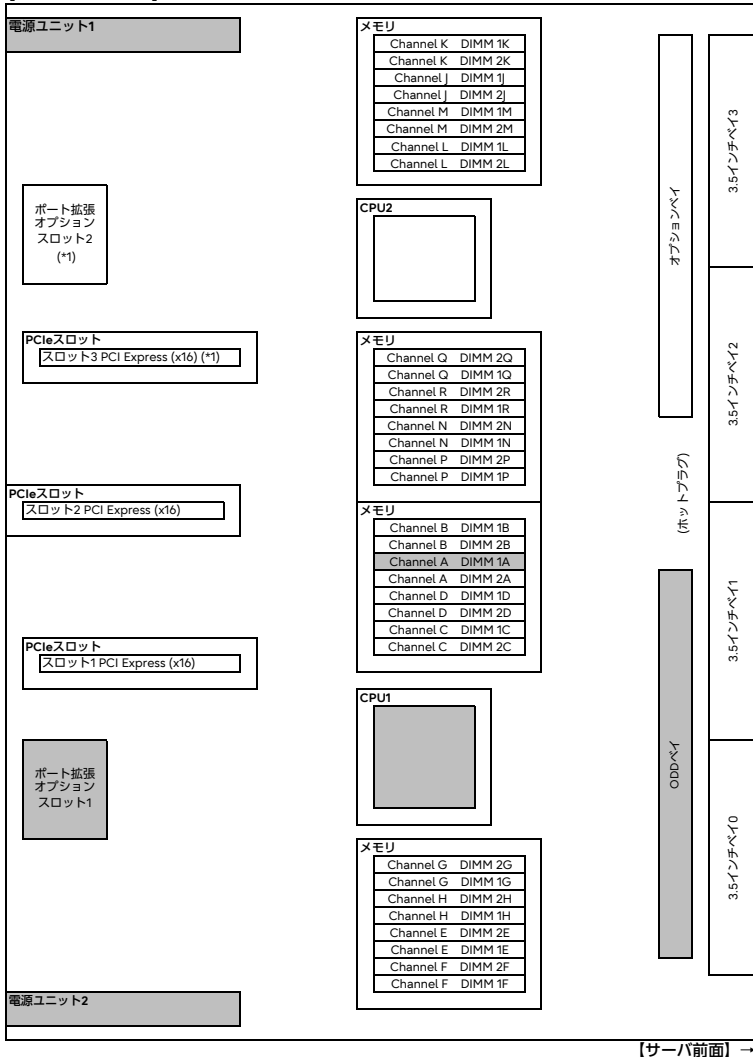 電源ユニット1
ポート拡張
オプション
スロット2
(*1)
PCIeスロット
スロット3 PCI Express (x16) (*1)
PCIeスロット
スロット2 PCI Express (x16)
PCIeスロット
スロット1 PCI Express (x16)
ポート拡張
オプション
スロット1
電源ユニット2
メモリ
Channel K DIMM 1K
Channel K DIMM 2K
Channel J DIMM 1J
Channel J DIMM 2J
Channel M DIMM 1M
Channel M DIMM 2M
Channel L DIMM 1L
Channel L DIMM 2L
CPU2
メモリ
Channel Q DIMM 2Q
Channel Q DIMM 1Q
Channel R DIMM 2R
Channel R DIMM 1R
Channel N DIMM 2N
Channel N DIMM 1N
Channel P DIMM 2P
Channel P DIMM 1P
メモリ
Channel B DIMM 1B
Channel B DIMM 2B
Channel A DIMM 1A
Channel A DIMM 2A
Channel D DIMM 1D
Channel D DIMM 2D
Channel C DIMM 1C
Channel C DIMM 2C
CPU1
メモリ
Channel G DIMM 2G
Channel G DIMM 1G
Channel H DIMM 2H
Channel H DIMM 1H
Channel E DIMM 2E
Channel E DIMM 1E
Channel F DIMM 2F
Channel F DIMM 1F
オプションベイ
(ホットプラグ)
ODDベイ
3.5インチベイ3
3.5インチベイ2
3.5インチベイ1
3.5インチベイ0
【サーバ前面】→